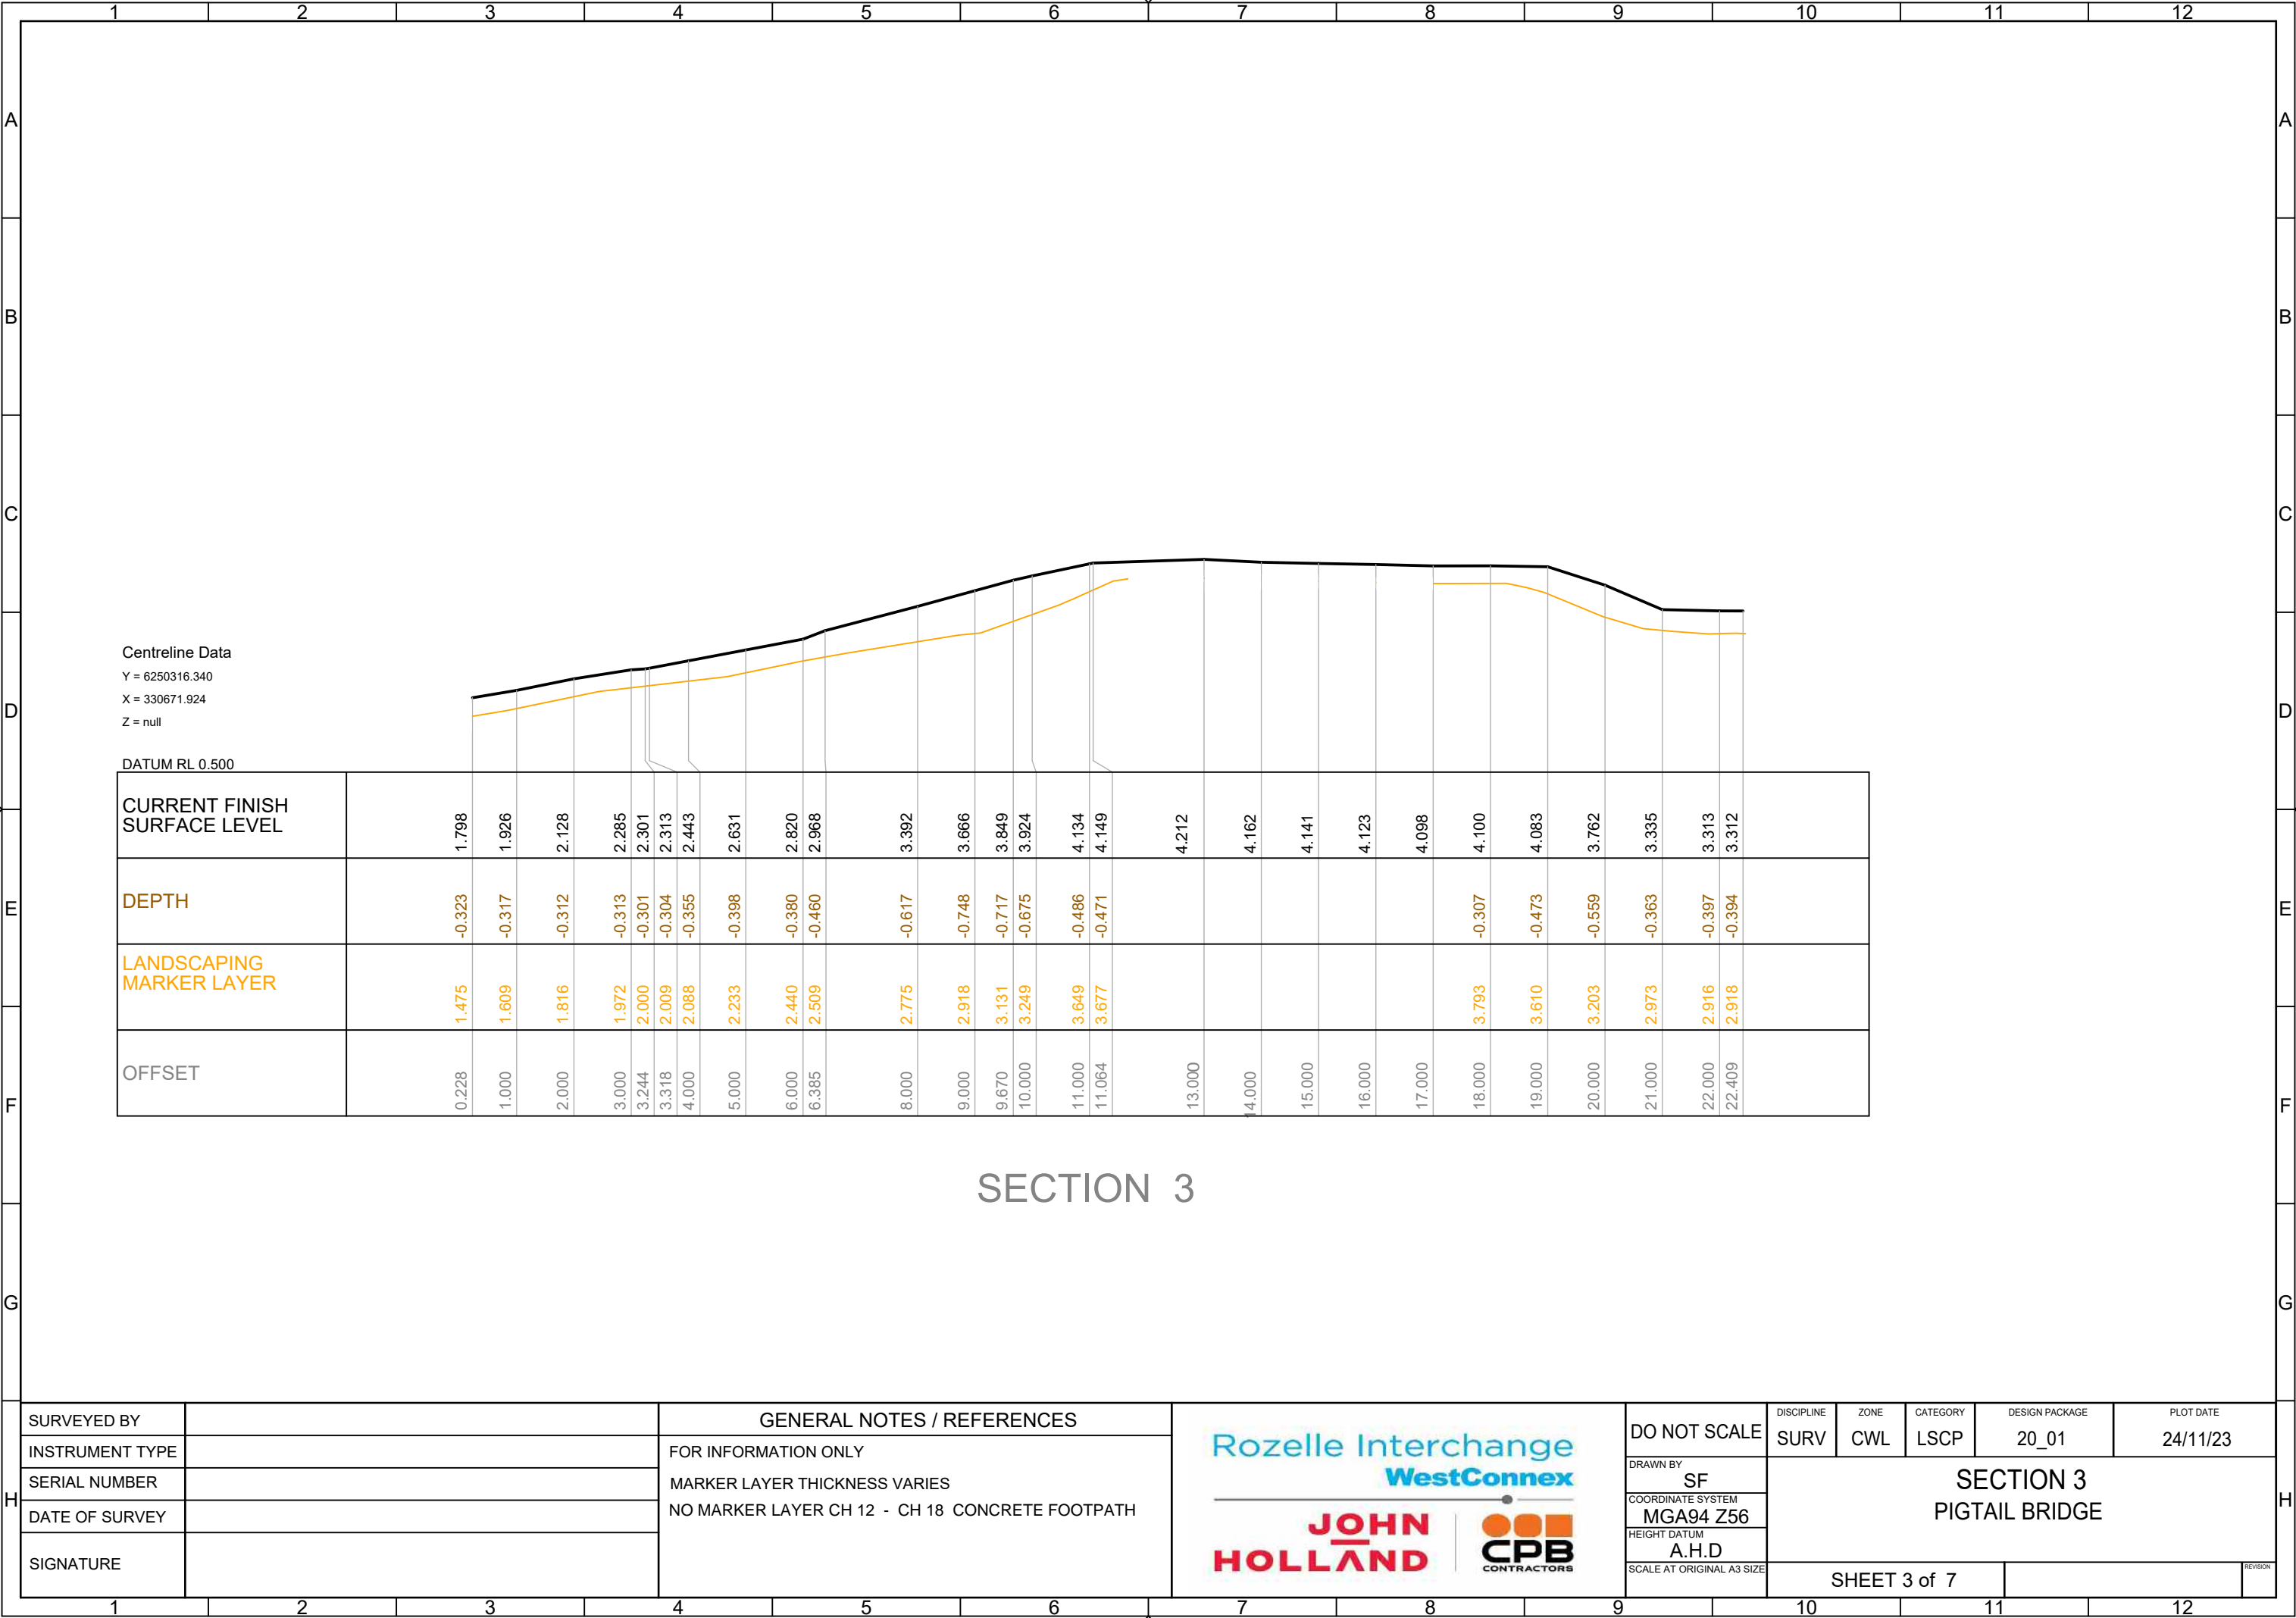 1 2 3 4 5 6 7 8 9 10 11 12
A A
B B
C C
D D
E E
F F
G G
H H
Centreline Data
Y = 6250316.340
X = 330671.924
Z = null
DATUM RL 0.500
CURRENT FINISH
SURFACE LEVEL
1.798 1.926 2.128 2.285 2.301 2.313 2.443 2.631 2.820 2.968 3.392 3.666 3.849 3.924 4.134 4.149 4.212 4.162 4.141 4.123 4.098 4.100 4.083 3.762 3.335 3.313 3.312
DEPTH
-0.323 -0.317 -0.312 -0.313 -0.301 -0.304 -0.355 -0.398 -0.380 -0.460 -0.617 -0.748 -0.717 -0.675 -0.486 -0.471 -0.307 -0.473 -0.559 -0.363 -0.397 -0.394
LANDSCAPING
MARKER LAYER
1.475 1.609 1.816 1.972 2.000 2.009 2.088 2.233 2.440 2.509 2.775 2.918 3.131 3.249 3.649 3.677 3.793 3.610 3.203 2.973 2.916 2.918
OFFSET
0.228 1.000 2.000 3.000 3.244 3.318 4.000 5.000 6.000 6.385 8.000 9.000 9.670 10.000 11.000 11.064 13.000 14.000 15.000 16.000 17.000 18.000 19.000 20.000 21.000 22.000 22.409
SECTION 3
SURVEYED BY
INSTRUMENT TYPE
SERIAL NUMBER
DATE OF SURVEY
SIGNATURE
GENERAL NOTES / REFERENCES
FOR INFORMATION ONLY
MARKER LAYER THICKNESS VARIES
NO MARKER LAYER CH 12 - CH 18 CONCRETE FOOTPATH
Rozelle Interchange
WestConnex
JOHN
HOLLAND
CPB
CONTRACTORS
DO NOT SCALE
DRAWN BY
SF
COORDINATE SYSTEM
MGA94 Z56
HEIGHT DATUM
A.H.D
SCALE AT ORIGINAL A3 SIZE
DISCIPLINE
SURV
ZONE
CWL
CATEGORY
LSCP
DESIGN PACKAGE
20_01
PLOT DATE
24/11/23
SECTION 3
PIGTAIL BRIDGE
SHEET 3 of 7
REVISION
1 2 3 4 5 6 7 8 9 10 11 12